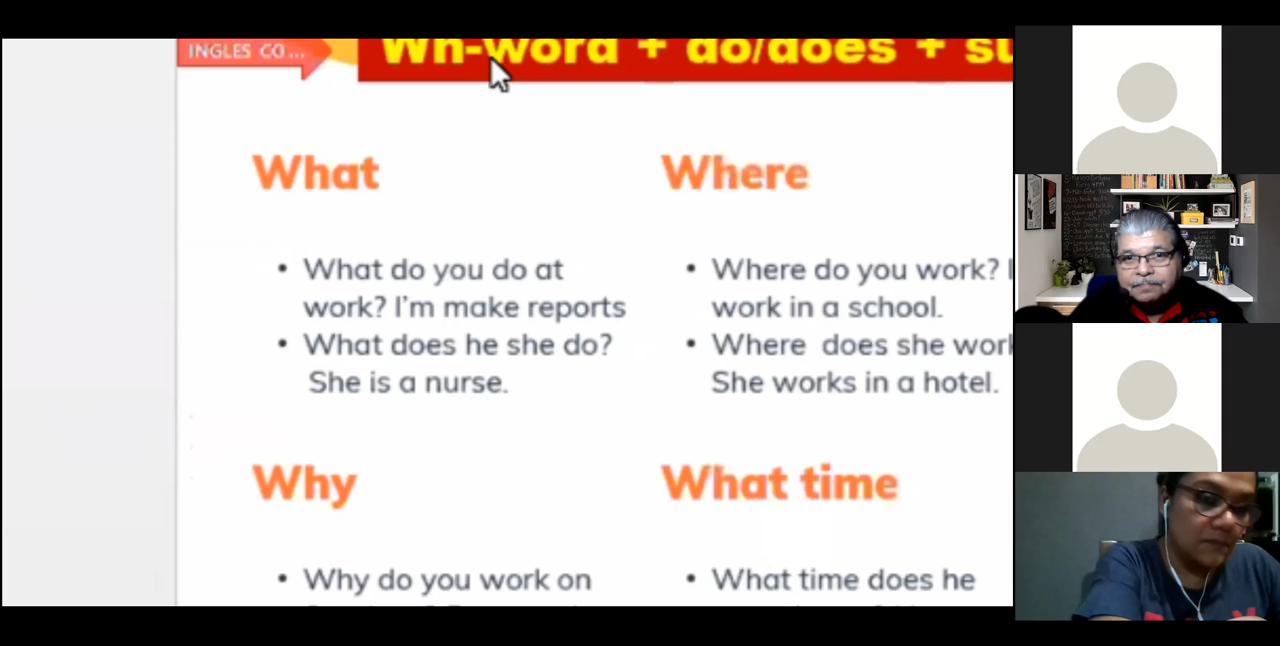 INGLES CO...
Wh-word + do/does + su
What
What do you do at
work? I'm make reports
What does he she do?
She is a nurse.
Where
Where do you work? I
work in a school.
Where does she work
She works in a hotel.
Why
Why do you work on
What time
What time does he